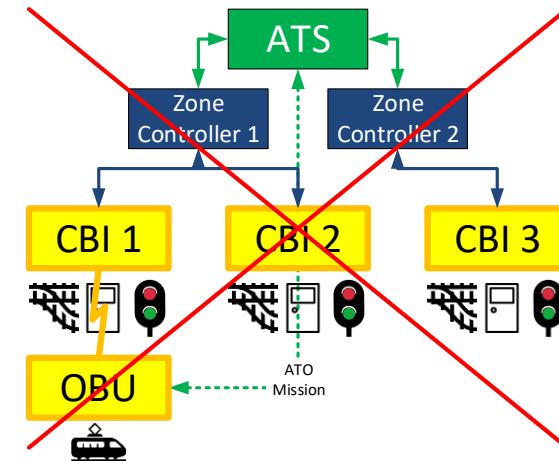 ATS
Zone
Controller 1
Zone
Controller 2
CBI 1
CBI 2
CBI 3
ATO
Mission
OBU